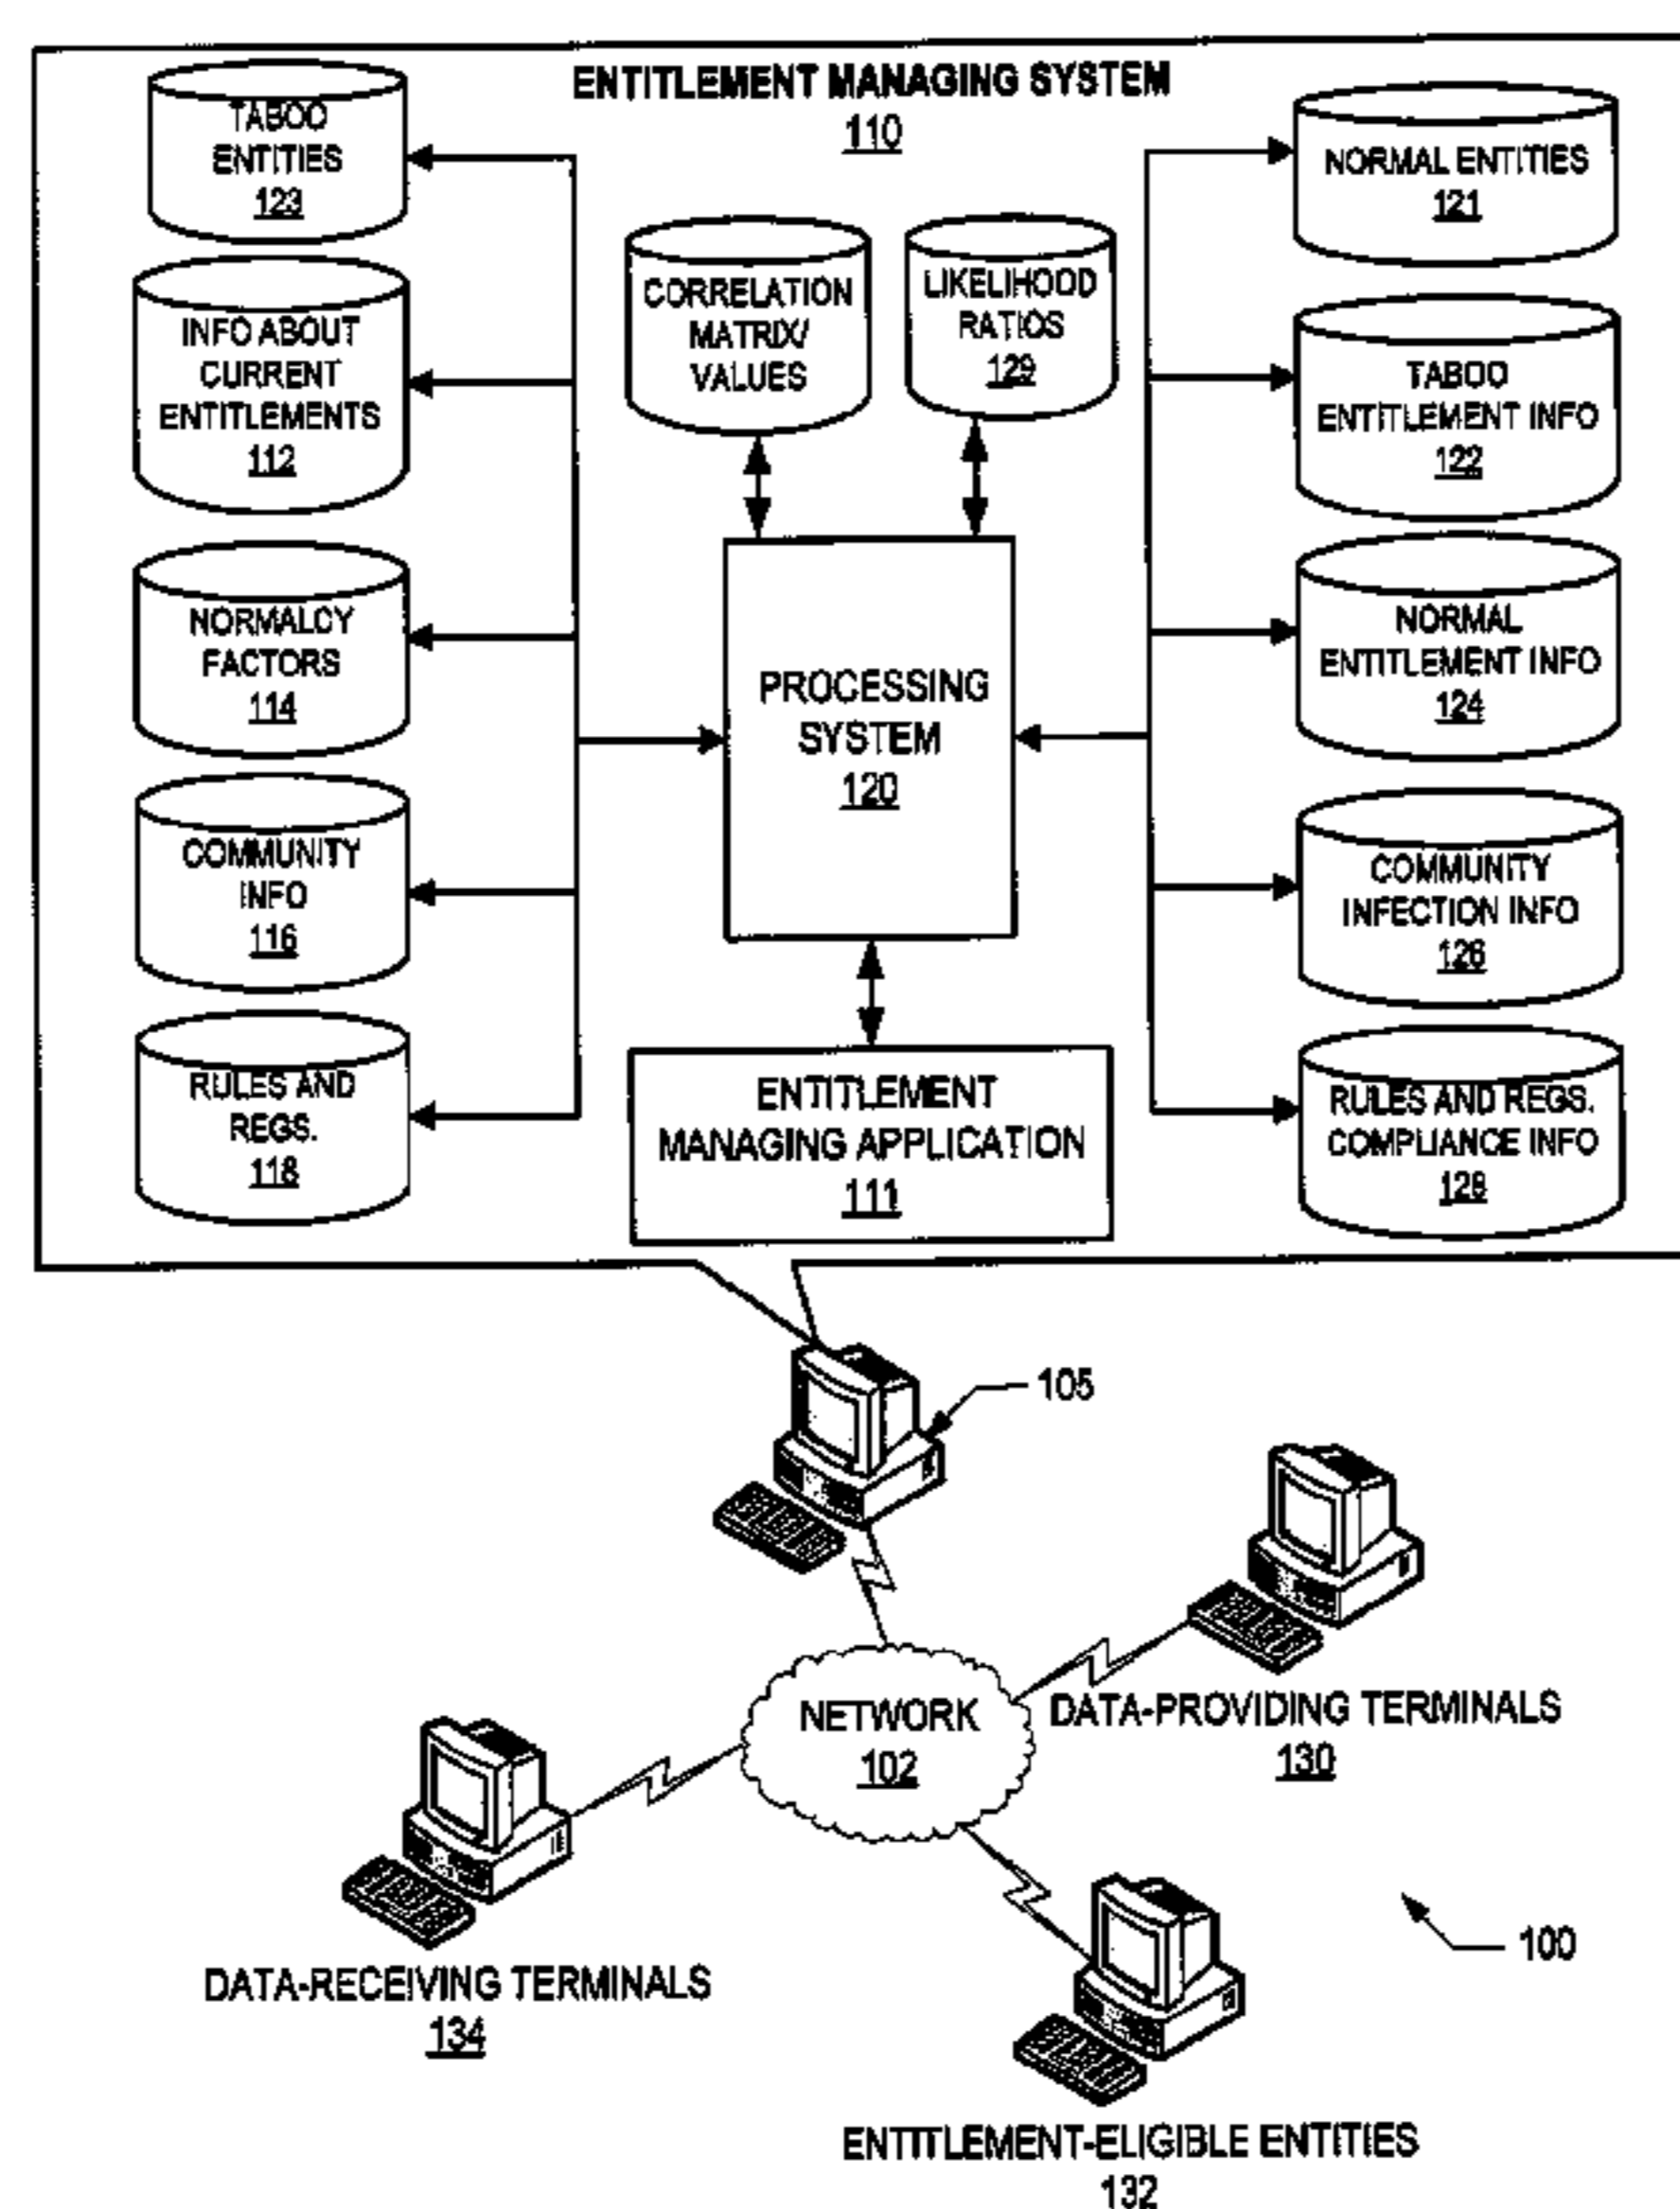 ENTITLEMENT MANAGING SYSTEM
110
TABOO
ENTITIES
123
INFO ABOUT
CURRENT
ENTITLEMENTS
112
NORMALCY
FACTORS
114
COMMUNITY
INFO
116
RULES AND
REGS.
118
CORRELATION
MATRIX/
VALUES
LIKELIHOOD
RATIOS
129
PROCESSING
SYSTEM
120
ENTITLEMENT
MANAGING APPLICATION
111
NORMAL ENTITIES
121
TABOO
ENTITLEMENT INFO
122
NORMAL
ENTITLEMENT INFO
124
COMMUNITY
INFECTION INFO
126
RULES AND REGS.
COMPLIANCE INFO
128
105
NETWORK
102
DATA-PROVIDING TERMINALS
130
DATA-RECEIVING TERMINALS
134
100
ENTITLEMENT-ELIGIBLE ENTITIES
132